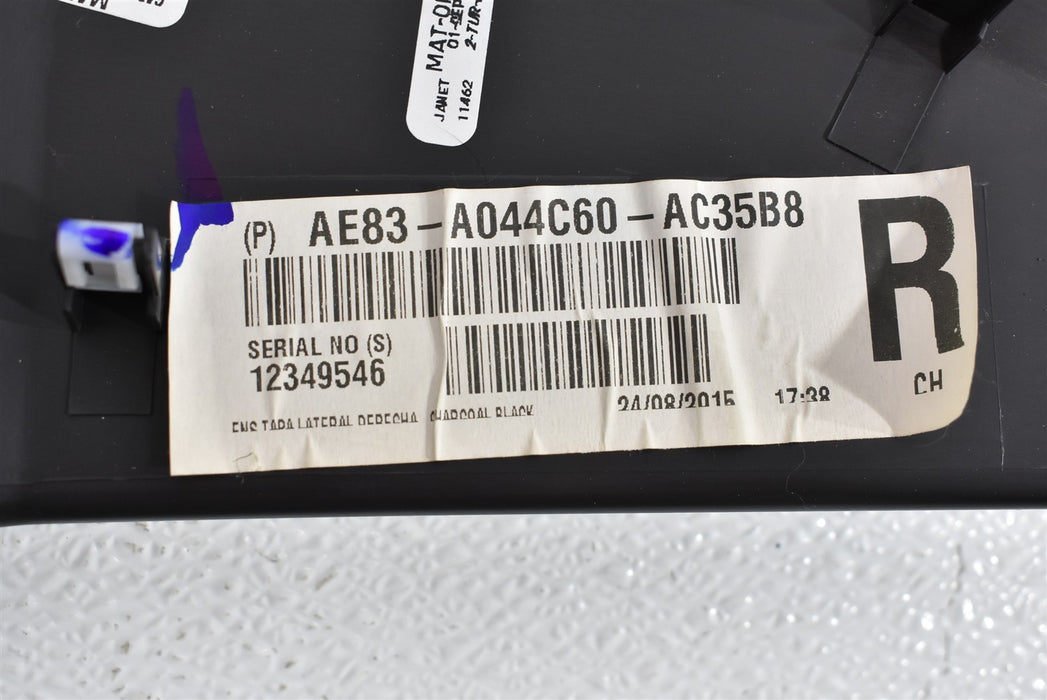 JANET MAT-
11462
(P) AE83-A044C60-AC35B8
R
SERIAL NO (S)
12349546
24/08/2015 17:38
CH
ENS TAPA LATERAL DERECHA CHARCOAL BLACK